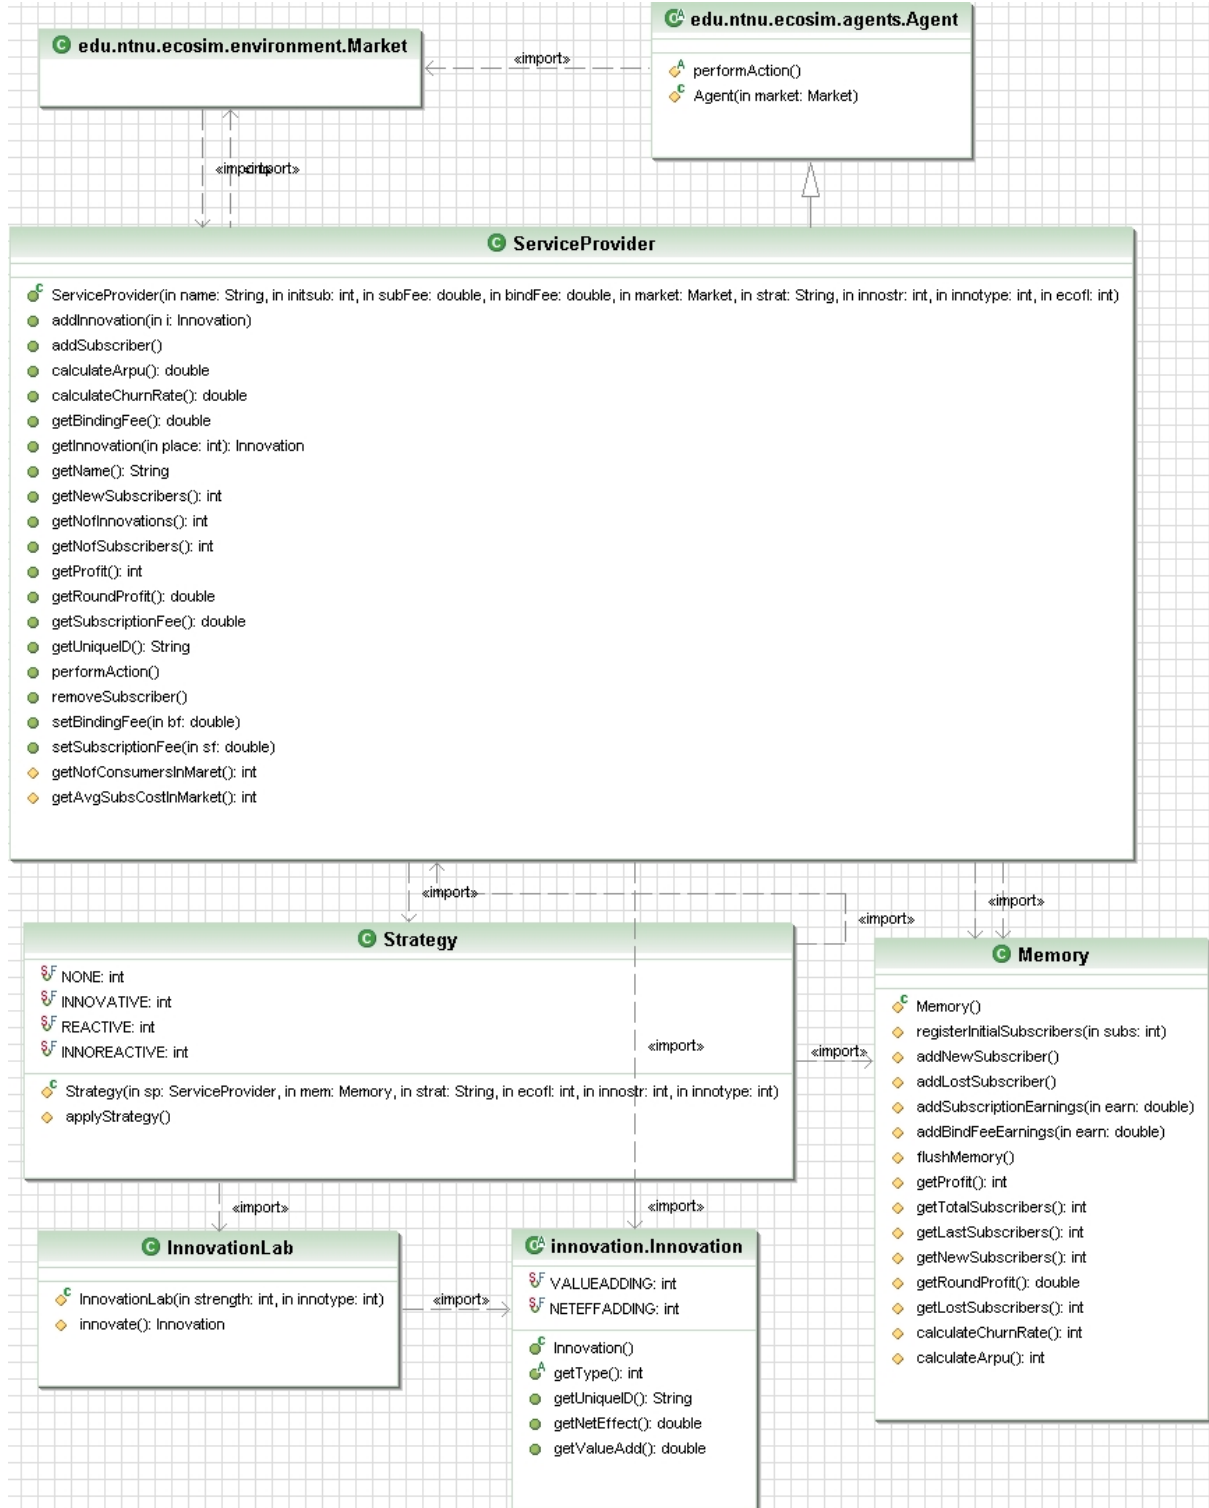 edu.ntnu.ecosim.agents.Agent
performAction()
Agent(in market: Market)
edu.ntnu.ecosim.environment.Market
«import»
«import»
«import»
ServiceProvider
ServiceProvider(in name: String, in initsub: int, in subFee: double, in bindFee: double, in market: Market, in strat: String, in innostr: int, in innotype: int, in ecofl: int)
addInnovation(in i: Innovation)
addSubscriber()
calculateArpu(): double
calculateChurnRate(): double
getBindingFee(): double
getInnovation(in place: int): Innovation
getName(): String
getNewSubscribers(): int
getNofInnovations(): int
getNofSubscribers(): int
getProfit(): int
getRoundProfit(): double
getSubscriptionFee(): double
getUniqueID(): String
performAction()
removeSubscriber()
setBindingFee(in bf: double)
setSubscriptionFee(in sf: double)
getNofConsumersInMaret(): int
getAvgSubsCostInMarket(): int
«import»
«import»
«import»
Strategy
NONE: int
INNOVATIVE: int
REACTIVE: int
INNOREACTIVE: int
Strategy(in sp: ServiceProvider, in mem: Memory, in strat: String, in ecofl: int, in innostr: int, in innotype: int)
applyStrategy()
«import»
«import»
Memory
Memory()
registerInitialSubscribers(in subs: int)
addNewSubscriber()
addLostSubscriber()
addSubscriptionEarnings(in earn: double)
addBindFeeEarnings(in earn: double)
flushMemory()
getProfit(): int
getTotalSubscribers(): int
getLastSubscribers(): int
getNewSubscribers(): int
getRoundProfit(): double
getLostSubscribers(): int
calculateChurnRate(): int
calculateArpu(): int
«import»
«import»
InnovationLab
InnovationLab(in strength: int, in innotype: int)
innovate(): Innovation
«import»
innovation.Innovation
VALUEADDING: int
NETEFFADDING: int
Innovation()
getType(): int
getUniqueID(): String
getNetEffect(): double
getValueAdd(): double